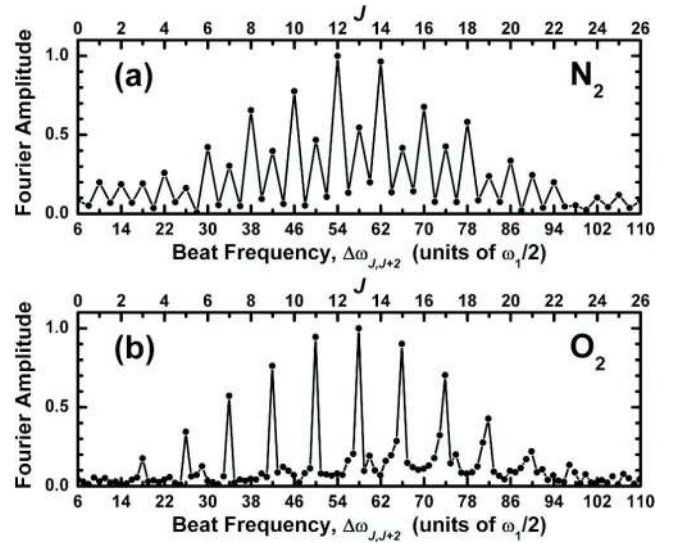 J
0 2 4 6 8 10 12 14 16 18 20 22 24 26
(a) N₂
Fourier Amplitude
1.0
0.5
0.0
6 14 22 30 38 46 54 62 70 78 86 94 102 110
Beat Frequency, Δω_J,J+2 (units of ω₁/2)
J
0 2 4 6 8 10 12 14 16 18 20 22 24 26
(b) O₂
Fourier Amplitude
1.0
0.5
0.0
6 14 22 30 38 46 54 62 70 78 86 94 102 110
Beat Frequency, Δω_J,J+2 (units of ω₁/2)